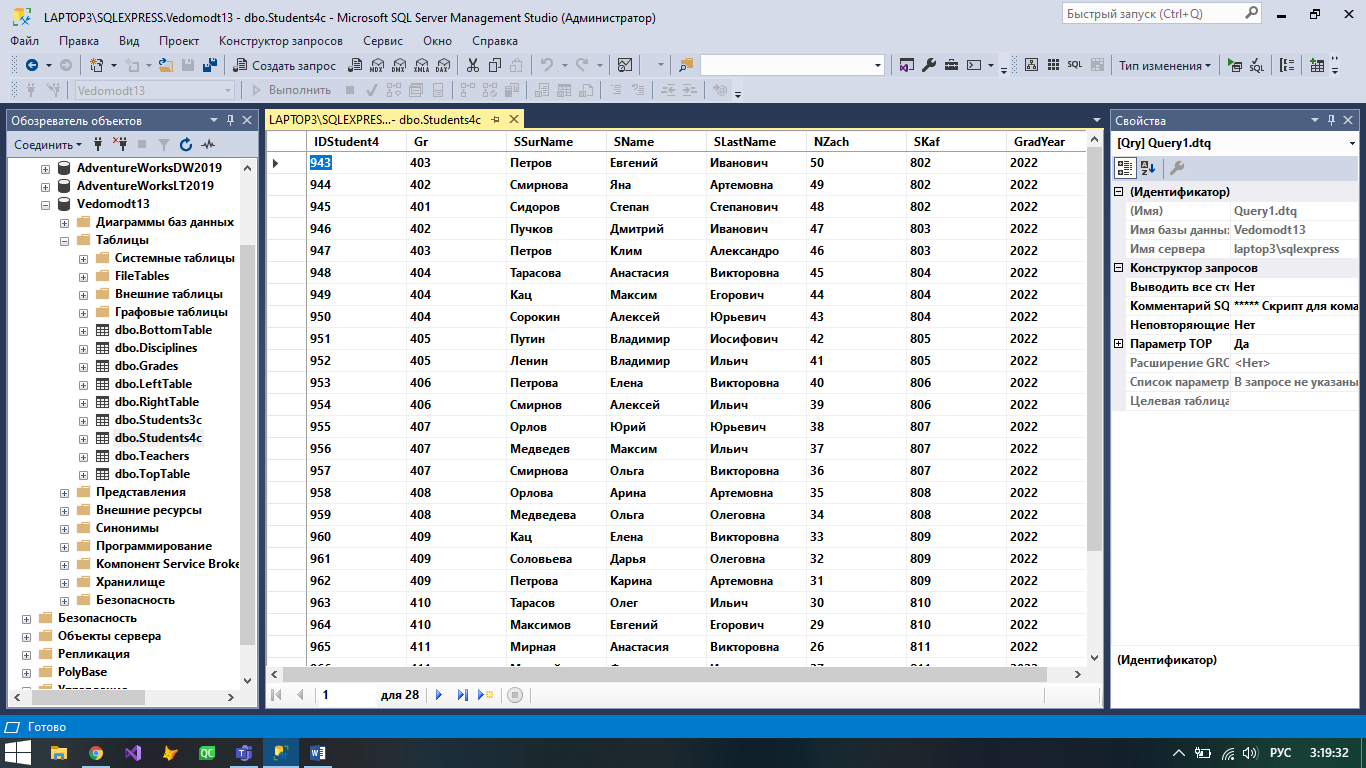 LAPTOP3\SQLEXPRESS.Vedomodt13 - dbo.Students4c - Microsoft SQL Server Management Studio (Администратор)
Быстрый запуск (Ctrl+Q)
Файл Правка Вид Проект Конструктор запросов Сервис Окно Справка
Создать запрос MDX DMX XMLA DAX SQL Тип изменения SQL
Vedomodt13 Выполнить
Обозреватель объектов
Соединить
AdventureWorksDW2019
AdventureWorksLT2019
Vedomodt13
Диаграммы баз данных
Таблицы
Системные таблицы
FileTables
Внешние таблицы
Графовые таблицы
dbo.BottomTable
dbo.Disciplines
dbo.Grades
dbo.LeftTable
dbo.RightTable
dbo.Students3c
dbo.Students4c
dbo.Teachers
dbo.TopTable
Представления
Внешние ресурсы
Синонимы
Программирование
Компонент Service Broke
Хранилище
Безопасность
Безопасность
Объекты сервера
Репликация
PolyBase
LAPTOP3\SQLEXPRES...- dbo.Students4c
IDStudent4 Gr SSurName SName SLastName NZach SKaf GradYear
943 403 Петров Евгений Иванович 50 802 2022
944 402 Смирнова Яна Артемовна 49 802 2022
945 401 Сидоров Степан Степанович 48 802 2022
946 402 Пучков Дмитрий Иванович 47 803 2022
947 403 Петров Клим Александро 46 803 2022
948 404 Тарасова Анастасия Викторовна 45 804 2022
949 404 Кац Максим Егорович 44 804 2022
950 404 Сорокин Алексей Юрьевич 43 804 2022
951 405 Путин Владимир Иосифович 42 805 2022
952 405 Ленин Владимир Ильич 41 805 2022
953 406 Петрова Елена Викторовна 40 806 2022
954 406 Смирнов Алексей Ильич 39 806 2022
955 407 Орлов Юрий Юрьевич 38 807 2022
956 407 Медведев Максим Ильич 37 807 2022
957 407 Смирнова Ольга Викторовна 36 807 2022
958 408 Орлова Арина Артемовна 35 808 2022
959 408 Медведева Ольга Олеговна 34 808 2022
960 409 Кац Елена Викторовна 33 809 2022
961 409 Соловьева Дарья Олеговна 32 809 2022
962 409 Петрова Карина Артемовна 31 809 2022
963 410 Тарасов Олег Ильич 30 810 2022
964 410 Максимов Евгений Егорович 29 810 2022
965 411 Мирная Анастасия Викторовна 26 811 2022
1 для 28
Свойства
[Qry] Query1.dtq
(Идентификатор)
(Имя) Query1.dtq
Имя базы данны Vedomodt13
Имя сервера laptop3\sqlexpress
Конструктор запросов
Выводить все сто Нет
Комментарий SQ ***** Скрипт для кома
Неповторяющие Нет
Параметр TOP Да
Расширение GRO <Нет>
Список параметр В запросе не указаны
Целевая таблица
(Идентификатор)
Готово
QC РУС 3:19:32